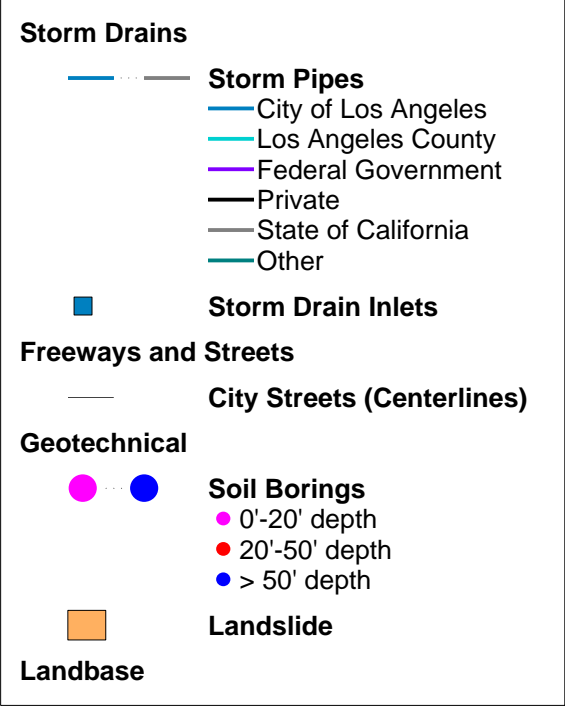 Storm Drains
Storm Pipes
City of Los Angeles
Los Angeles County
Federal Government
Private
State of California
Other
Storm Drain Inlets
Freeways and Streets
City Streets (Centerlines)
Geotechnical
Soil Borings
0'-20' depth
20'-50' depth
> 50' depth
Landslide
Landbase